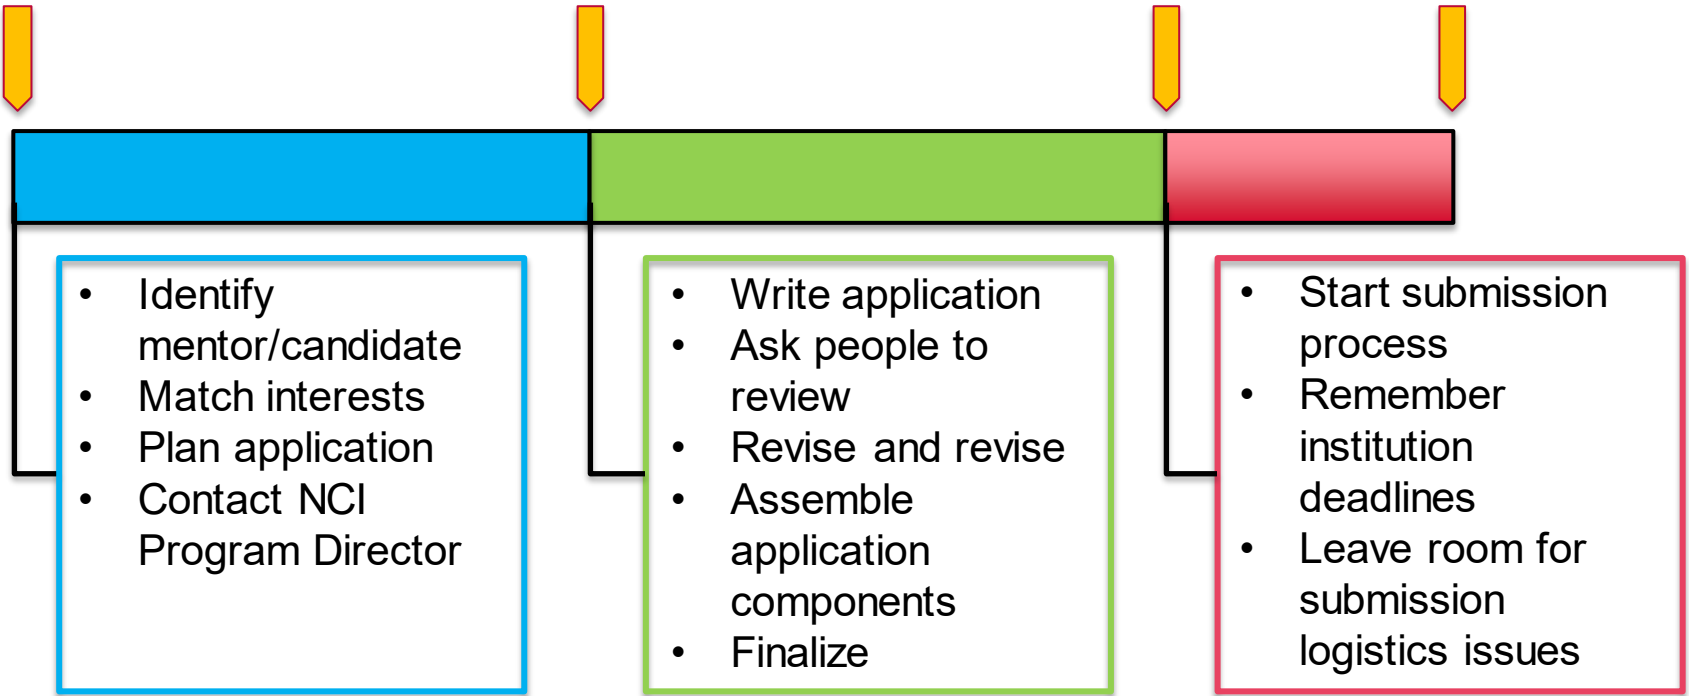 • Identify
mentor/candidate
• Match interests
• Plan application
• Contact NCI
Program Director
• Write application
• Ask people to
review
• Revise and revise
• Assemble
application
components
• Finalize
• Start submission
process
• Remember
institution
deadlines
• Leave room for
submission
logistics issues